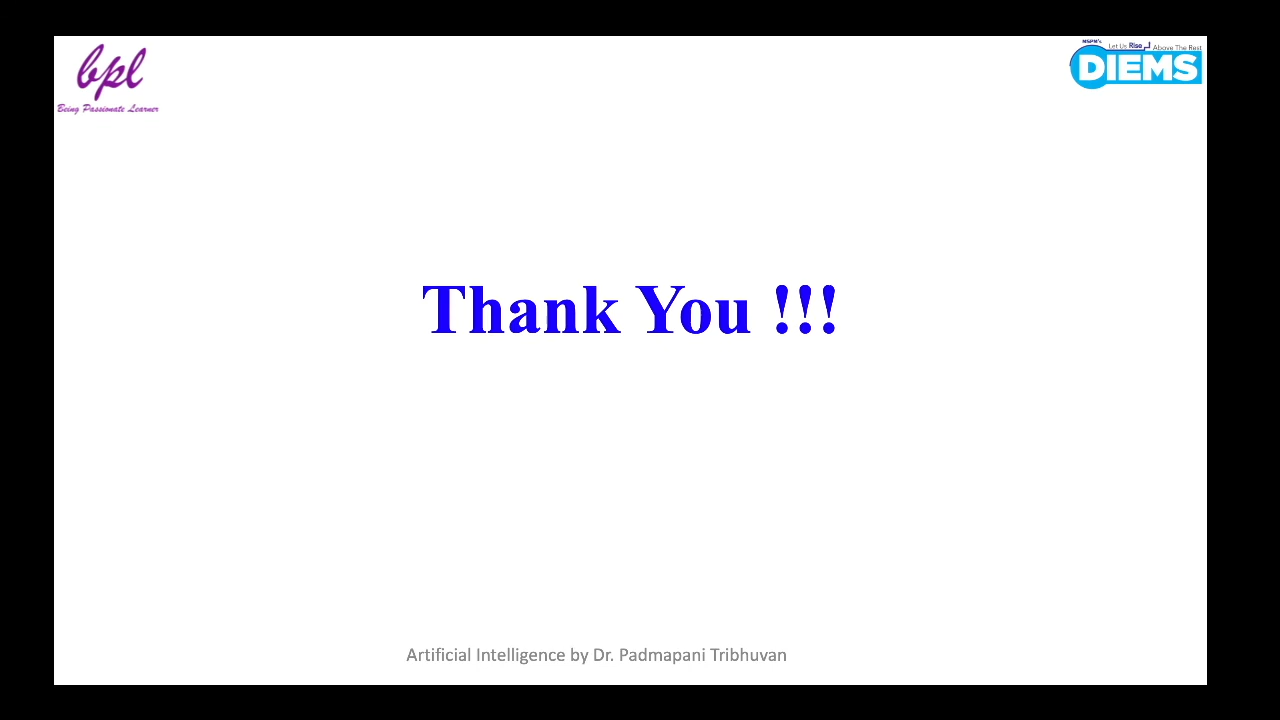 bpl
Being Passionate Learner
MSPM's
Let Us Rise Above The Rest
DIEMS
Thank You !!!
Artificial Intelligence by Dr. Padmapani Tribhuvan